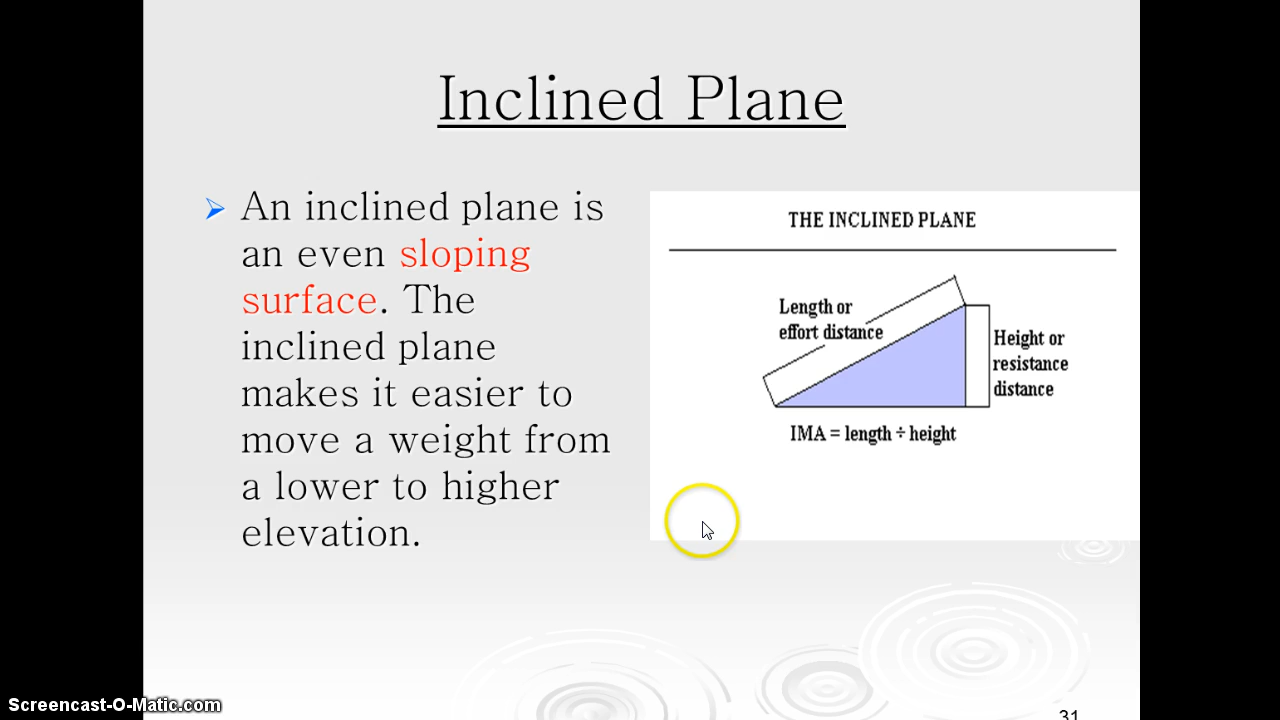 Inclined Plane
An inclined plane is
an even sloping
surface. The
inclined plane
makes it easier to
move a weight from
a lower to higher
elevation.
THE INCLINED PLANE
Length or
effort distance
Height or
resistance
distance
IMA = length ÷ height
31
Screencast-O-Matic.com